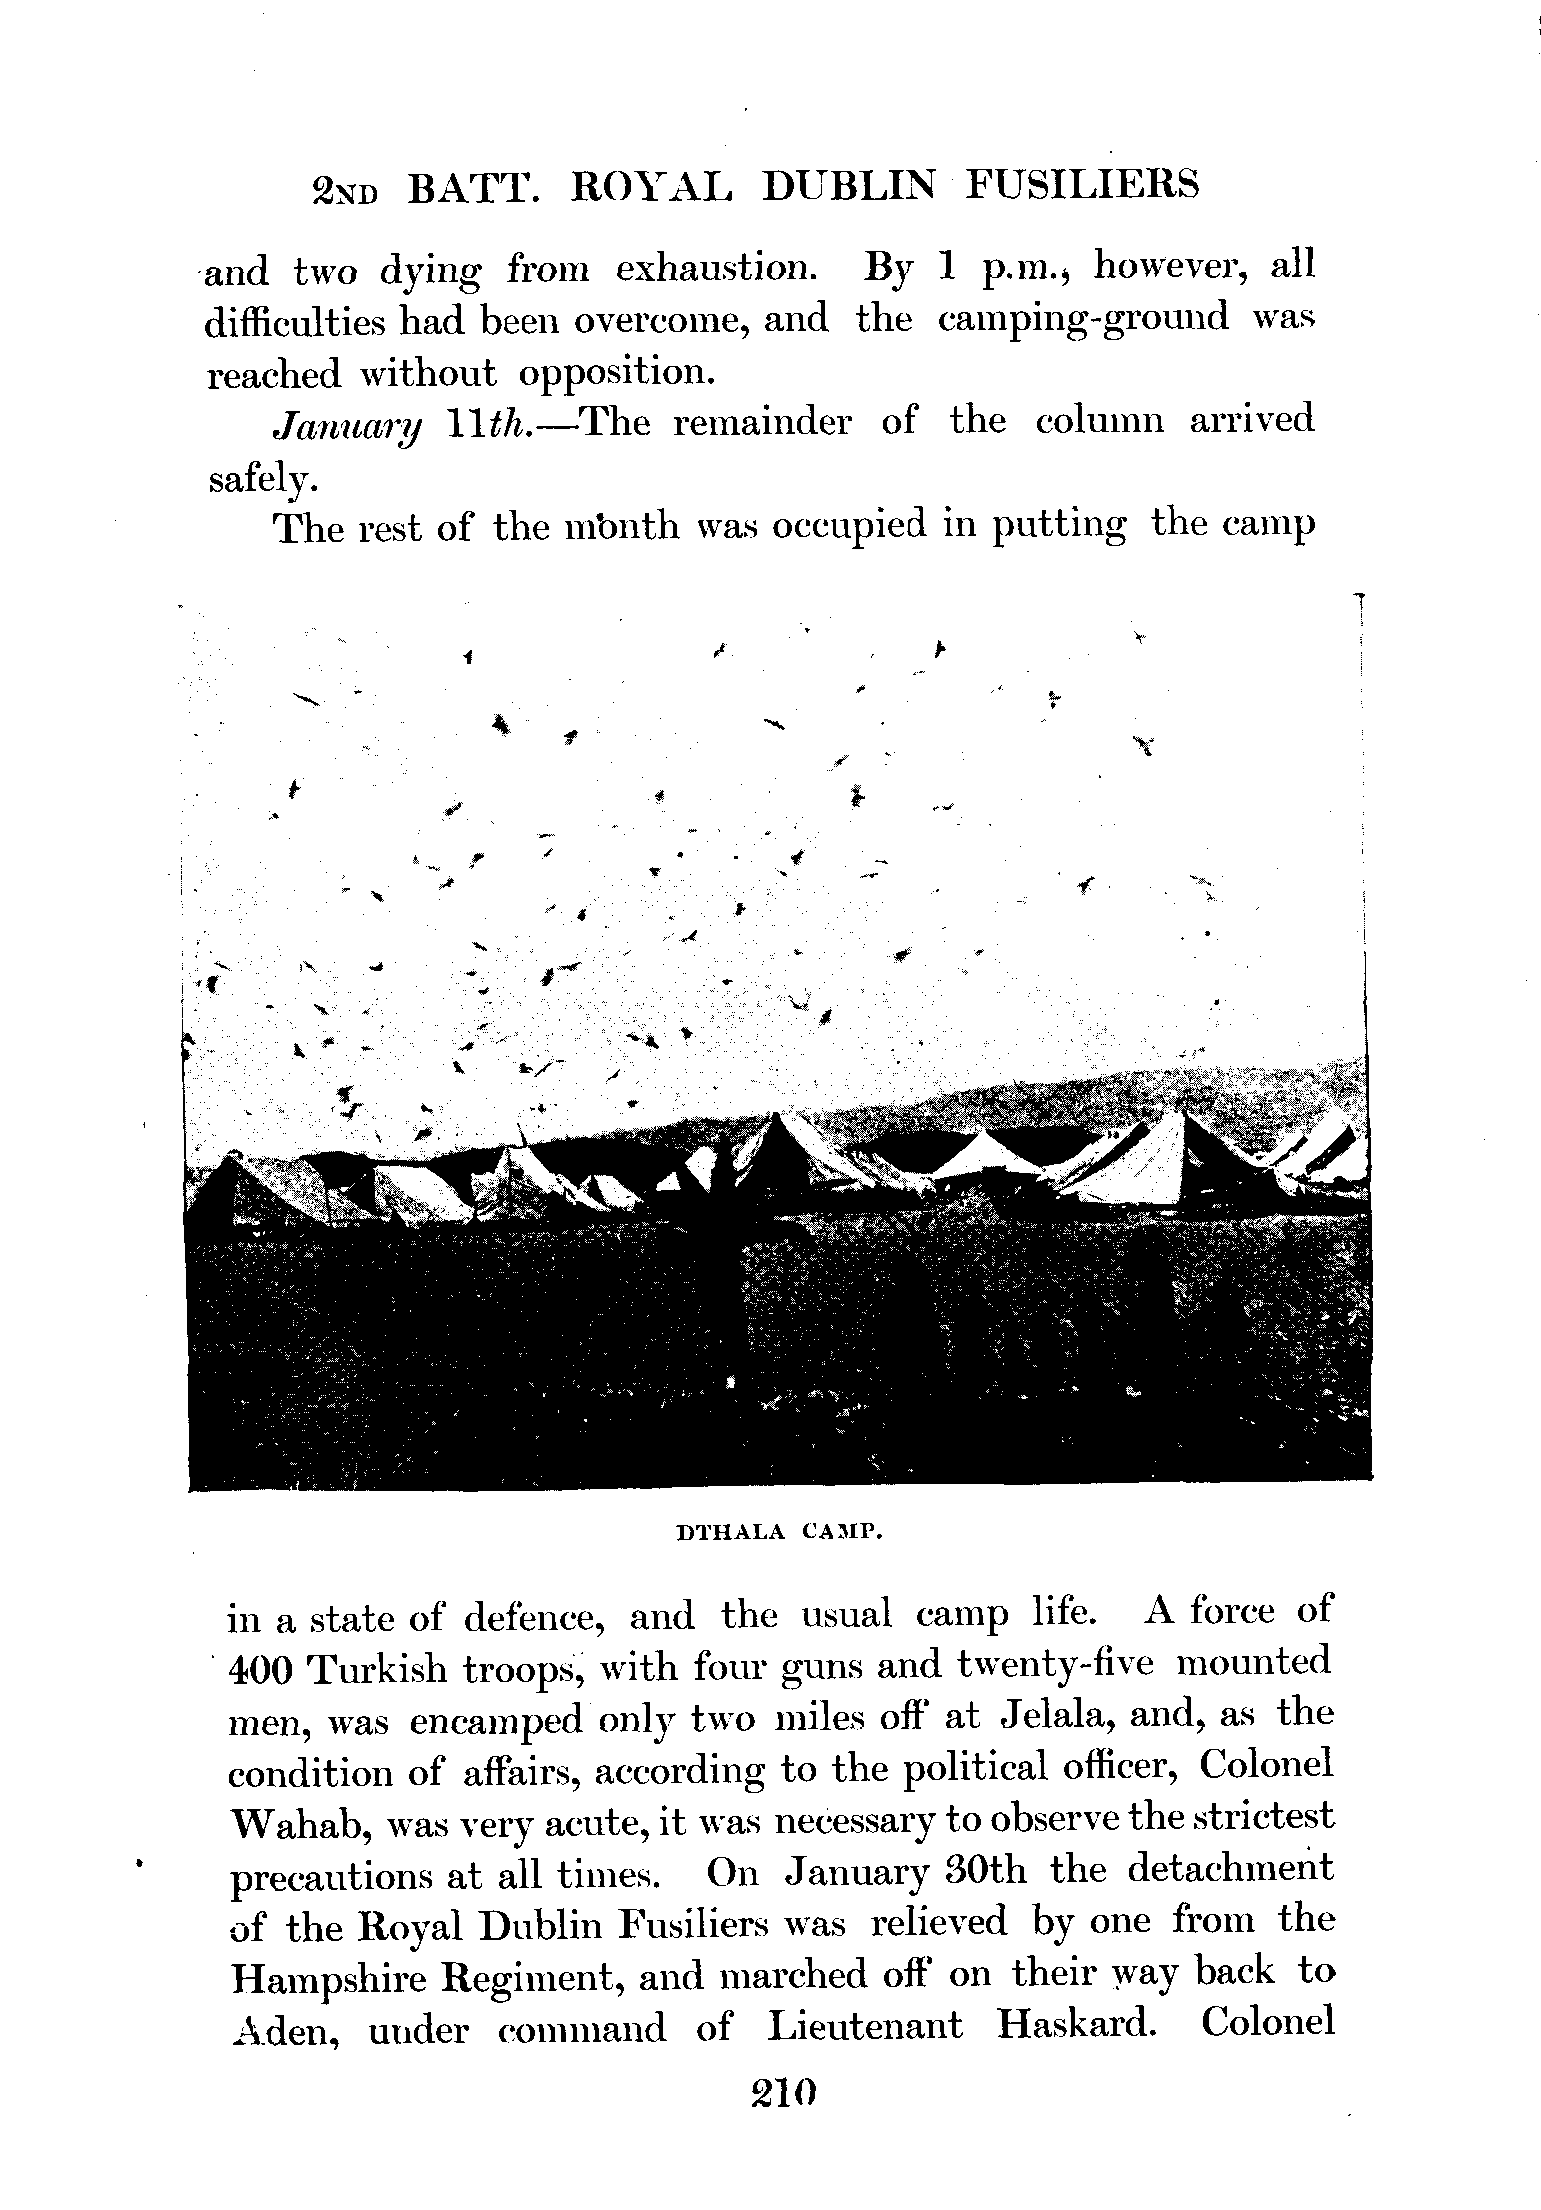 2ND BATT. ROYAL DUBLIN FUSILIERS
and two dying from exhaustion. By 1 p.m., however, all
difficulties had been overcome, and the camping-ground was
reached without opposition.
January 11th.—The remainder of the column arrived
safely.
The rest of the month was occupied in putting the camp
DTHALA CAMP.
in a state of defence, and the usual camp life. A force of
400 Turkish troops, with four guns and twenty-five mounted
men, was encamped only two miles off at Jelala, and, as the
condition of affairs, according to the political officer, Colonel
Wahab, was very acute, it was necessary to observe the strictest
precautions at all times. On January 30th the detachment
of the Royal Dublin Fusiliers was relieved by one from the
Hampshire Regiment, and marched off on their way back to
Aden, under command of Lieutenant Haskard. Colonel
210